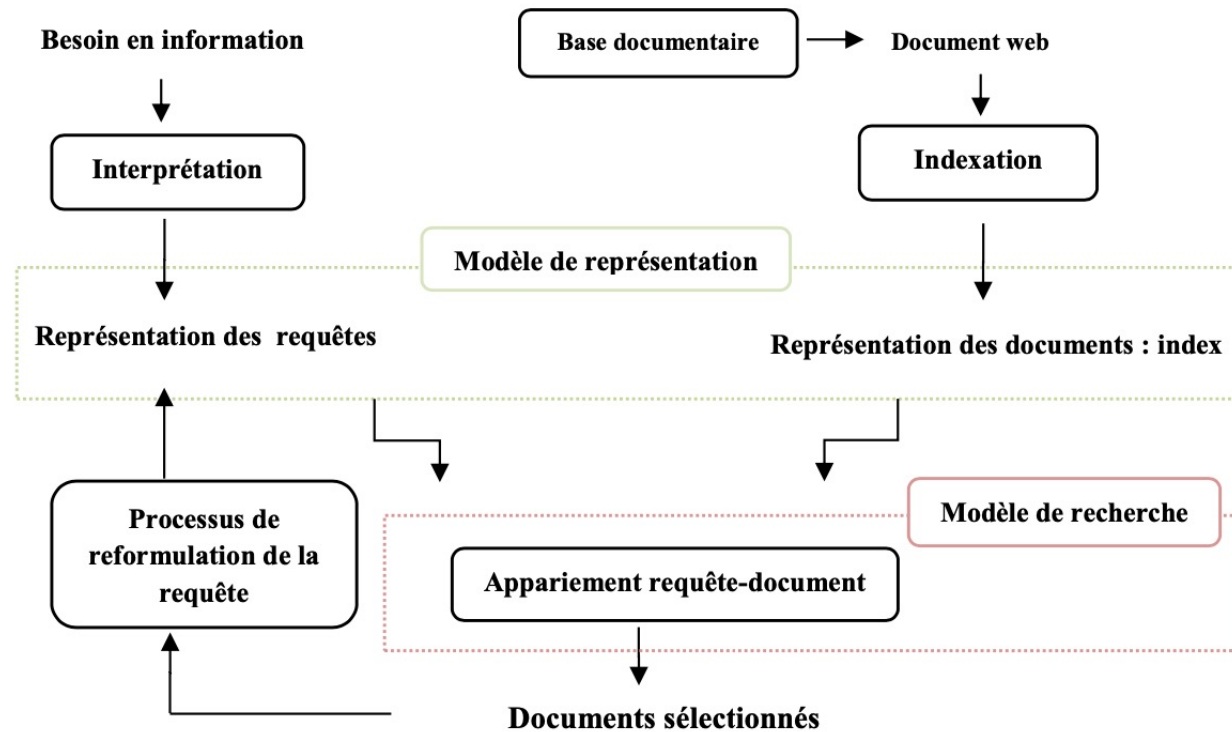 Besoin en information
Base documentaire
Document web
Interprétation
Indexation
Modèle de représentation
Représentation des requêtes
Représentation des documents : index
Processus de
reformulation de la
requête
Modèle de recherche
Appariement requête-document
Documents sélectionnés